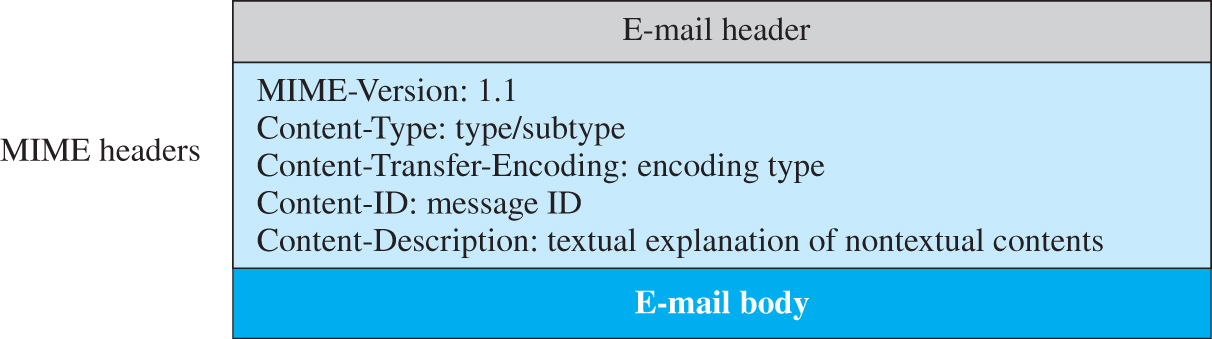 E-mail header
MIME headers
MIME-Version: 1.1
Content-Type: type/subtype
Content-Transfer-Encoding: encoding type
Content-ID: message ID
Content-Description: textual explanation of nontextual contents
E-mail body